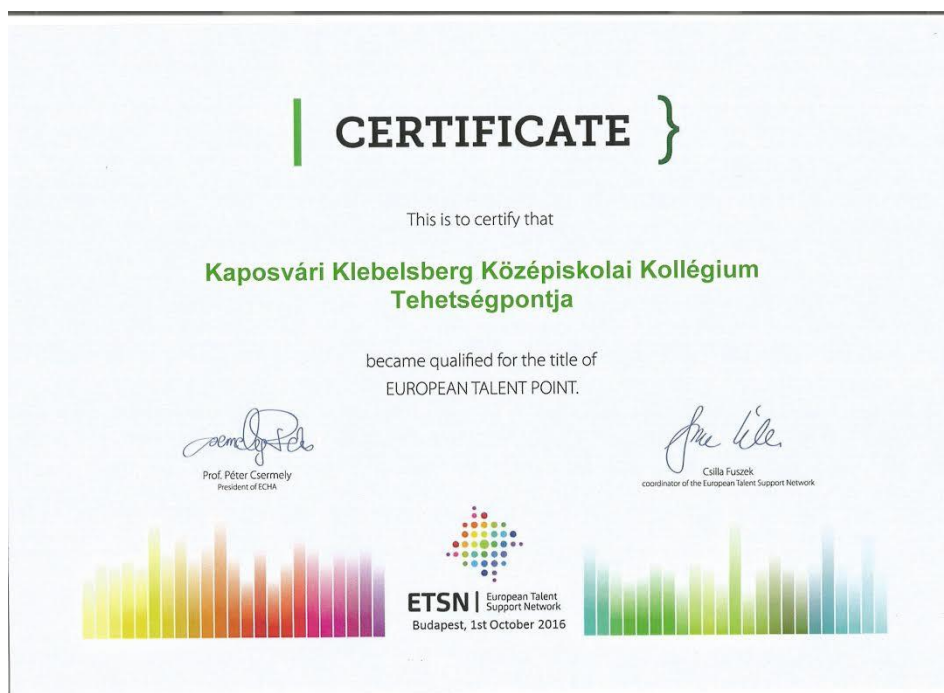 | CERTIFICATE }
This is to certify that
Kaposvári Klebelsberg Középiskolai Kollégium
Tehetségpontja
became qualified for the title of
EUROPEAN TALENT POINT.
Prof. Péter Csermely
President of ECHA
Csilla Fuszek
coordinator of the European Talent Support Network
ETSN | European Talent
Support Network
Budapest, 1st October 2016